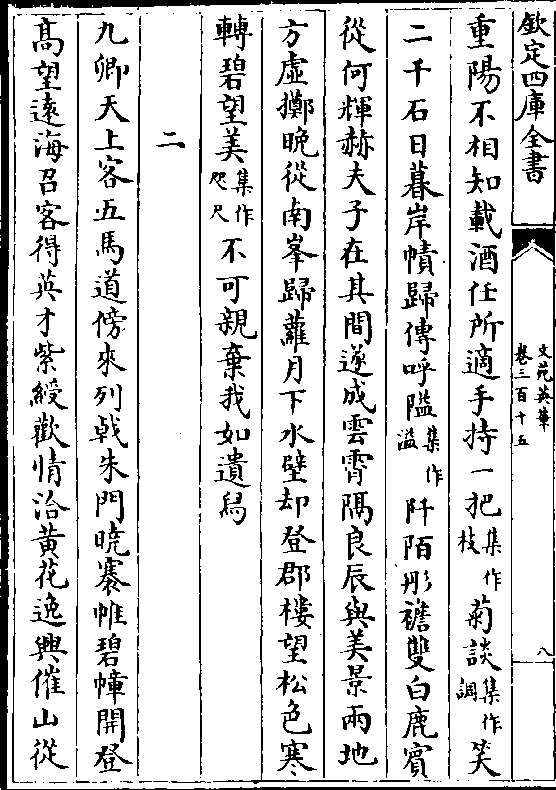 欽定四庫全書
文苑英華
卷三百十五
八
重陽不相知載酒任所適手持一把集作枝菊談集作調笑
二千石日暮岸幘歸傳呼隘集作溢阡陌彤襜雙白鹿賓
從何輝赫夫子在其間遂成雲霄隔良辰與美景兩地
方虛擲晚從南峯歸蘿月下水壁却登郡樓望松色寒
轉碧望美集作咫尺不可親棄我如遺舄
二
九卿天上客五馬道傍來列戟朱門曉褰帷碧幛開登
高望遠海召客得英才紫綬歡情洽黃花逸興催山從